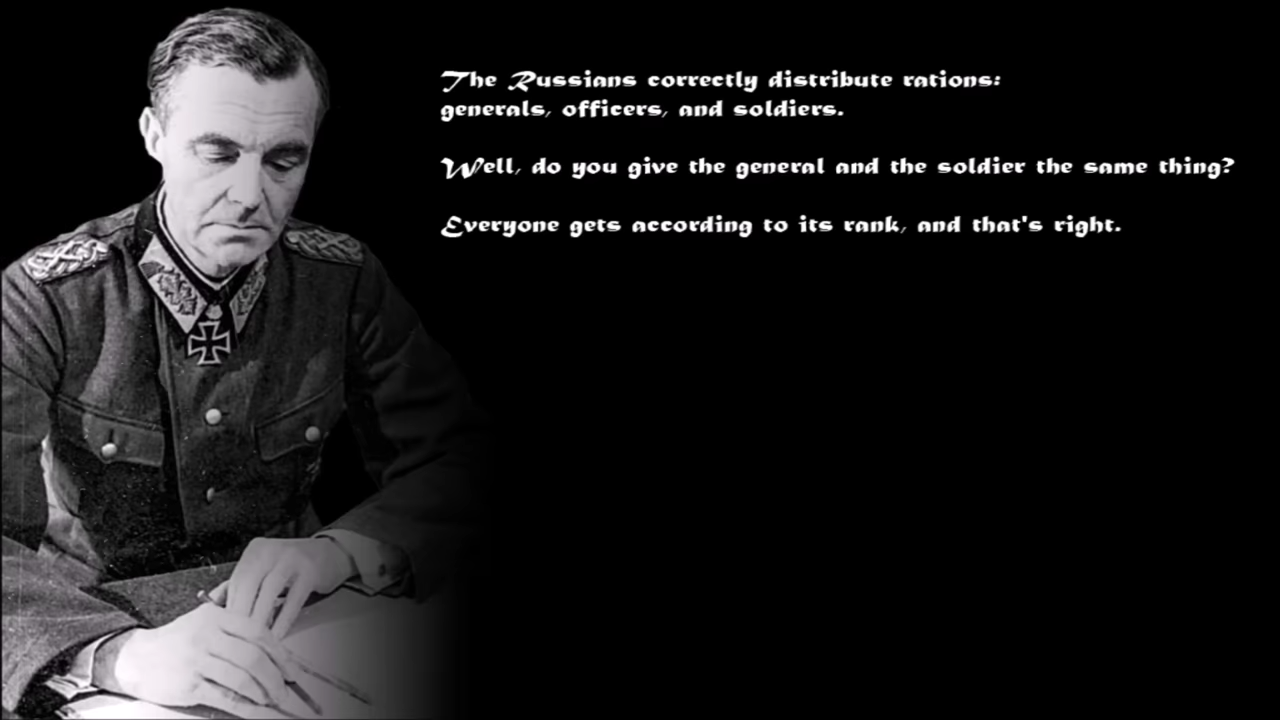 The Russians correctly distribute rations:
generals, officers, and soldiers.
Well, do you give the general and the soldier the same thing?
Everyone gets according to its rank, and that's right.